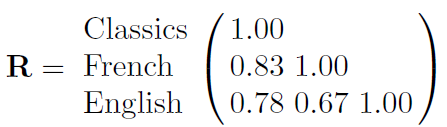 Classics 1.00
R = French 0.83 1.00
English 0.78 0.67 1.00